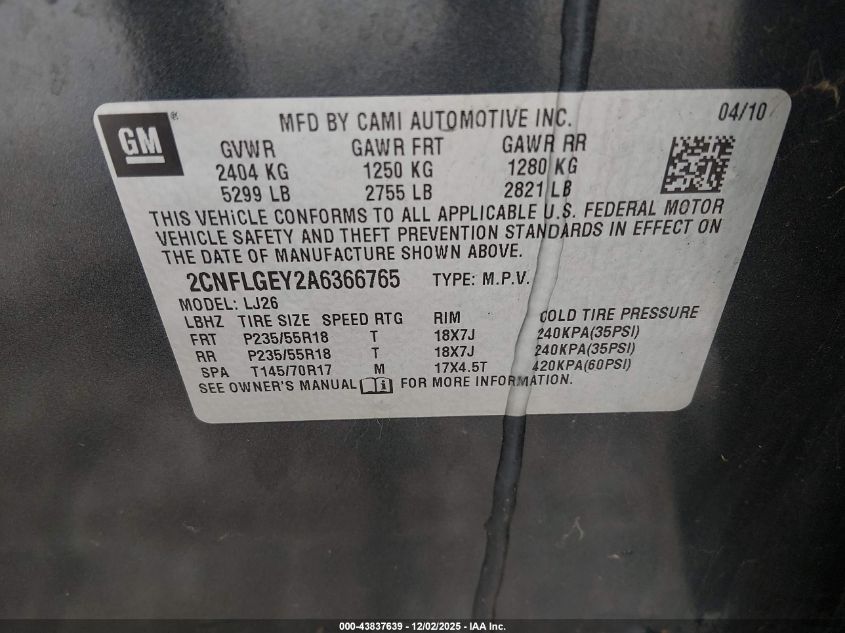 GM ®
MFD BY CAMI AUTOMOTIVE INC. 04/10
GVWR GAWR FRT GAWR RR
2404 KG 1250 KG 1280 KG
5299 LB 2755 LB 2821 LB
THIS VEHICLE CONFORMS TO ALL APPLICABLE U.S. FEDERAL MOTOR
VEHICLE SAFETY AND THEFT PREVENTION STANDARDS IN EFFECT ON
THE DATE OF MANUFACTURE SHOWN ABOVE.
2CNFLGEY2A6366765 TYPE: M.P.V.
MODEL: LJ26
LBHZ TIRE SIZE SPEED RTG RIM COLD TIRE PRESSURE
FRT P235/55R18 T 18X7J 240KPA(35PSI)
RR P235/55R18 T 18X7J 240KPA(35PSI)
SPA T145/70R17 M 17X4.5T 420KPA(60PSI)
SEE OWNER'S MANUAL FOR MORE INFORMATION.
000-43837639 - 12/02/2025 - IAA Inc.